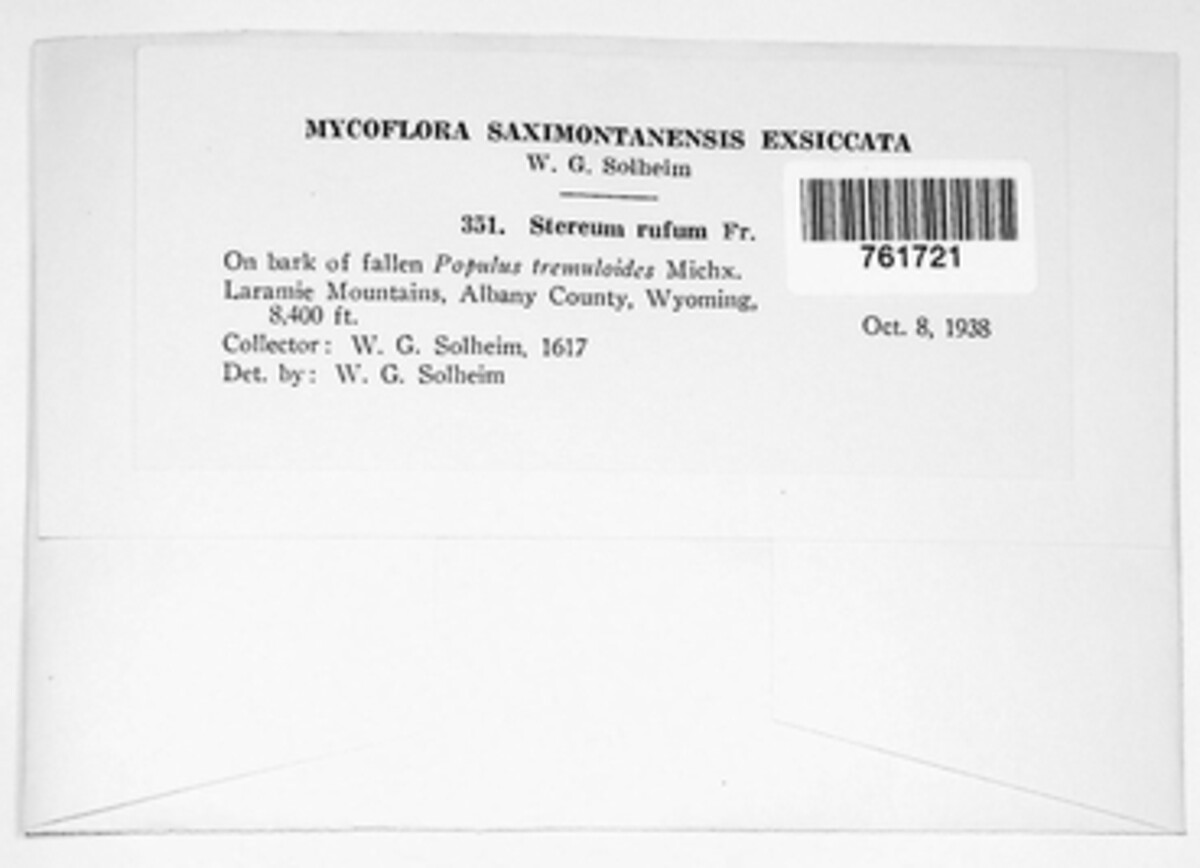 MYCOFLORA SAXIMONTANENSIS EXSICCATA
W. G. Solheim
351. Stereum rufum Fr.
On bark of fallen Populus tremuloides Michx.
Laramie Mountains, Albany County, Wyoming,
8,400 ft.
Oct. 8, 1938
Collector: W. G. Solheim, 1617
Det. by: W. G. Solheim
761721